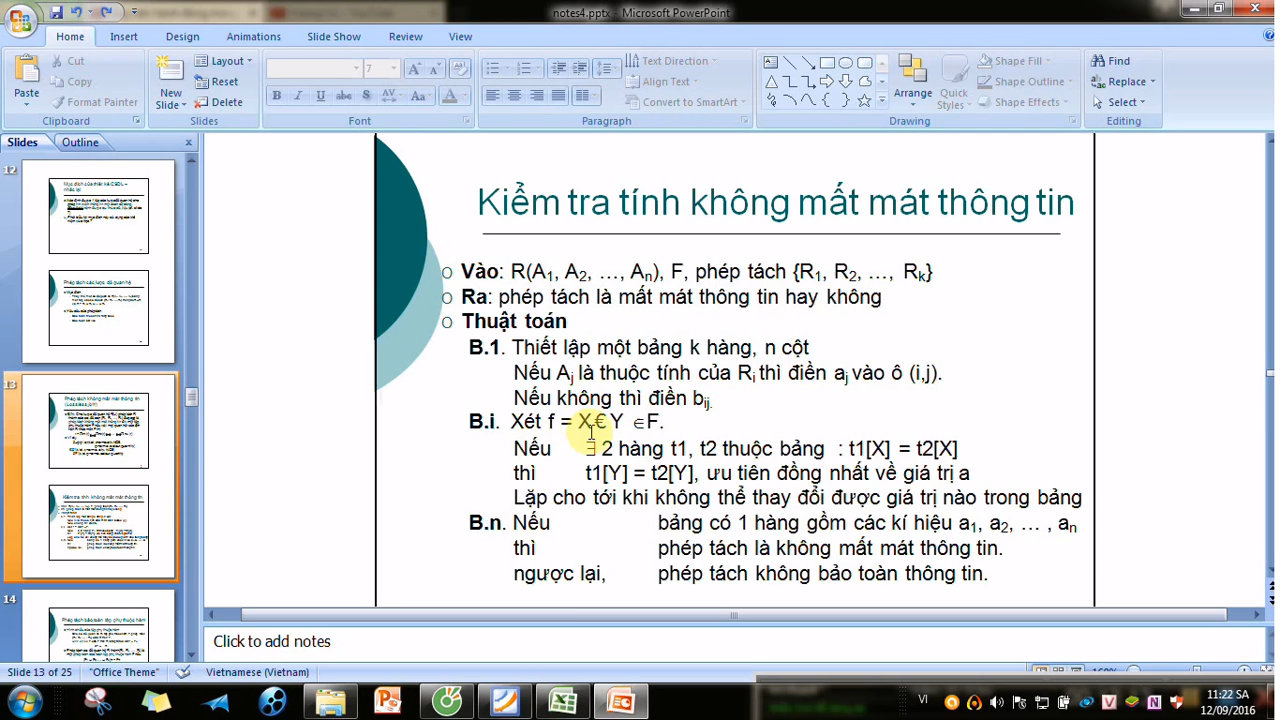 notes4.pptx - Microsoft PowerPoint
Home Insert Design Animations Slide Show Review View
Paste
Cut
Copy
Format Painter
Clipboard
New Slide
Layout
Reset
Delete
Slides
7
B I U abc S AV Aa A
Font
Text Direction
Align Text
Convert to SmartArt
Paragraph
Arrange
Quick Styles
Shape Fill
Shape Outline
Shape Effects
Drawing
Find
Replace
Select
Editing
Slides Outline
12
13
14
Kiểm tra tính không mất mát thông tin
o Vào: R(A1, A2, …, An), F, phép tách {R1, R2, …, Rk}
o Ra: phép tách là mất mát thông tin hay không
o Thuật toán
B.1. Thiết lập một bảng k hàng, n cột
Nếu Aj là thuộc tính của Ri thì điền aj vào ô (i,j).
Nếu không thì điền bij.
B.i. Xét f = X€Y ∈F.
Nếu ∃ 2 hàng t1, t2 thuộc bảng : t1[X] = t2[X]
thì t1[Y] = t2[Y], ưu tiên đồng nhất về giá trị a
Lặp cho tới khi không thể thay đổi được giá trị nào trong bảng
B.n. Nếu bảng có 1 hàng gồm các kí hiệu a1, a2, … , an
thì phép tách là không mất mát thông tin.
ngược lại, phép tách không bảo toàn thông tin.
Click to add notes
Slide 13 of 25 "Office Theme" Vietnamese (Vietnam)
VI
11:22 SA
12/09/2016